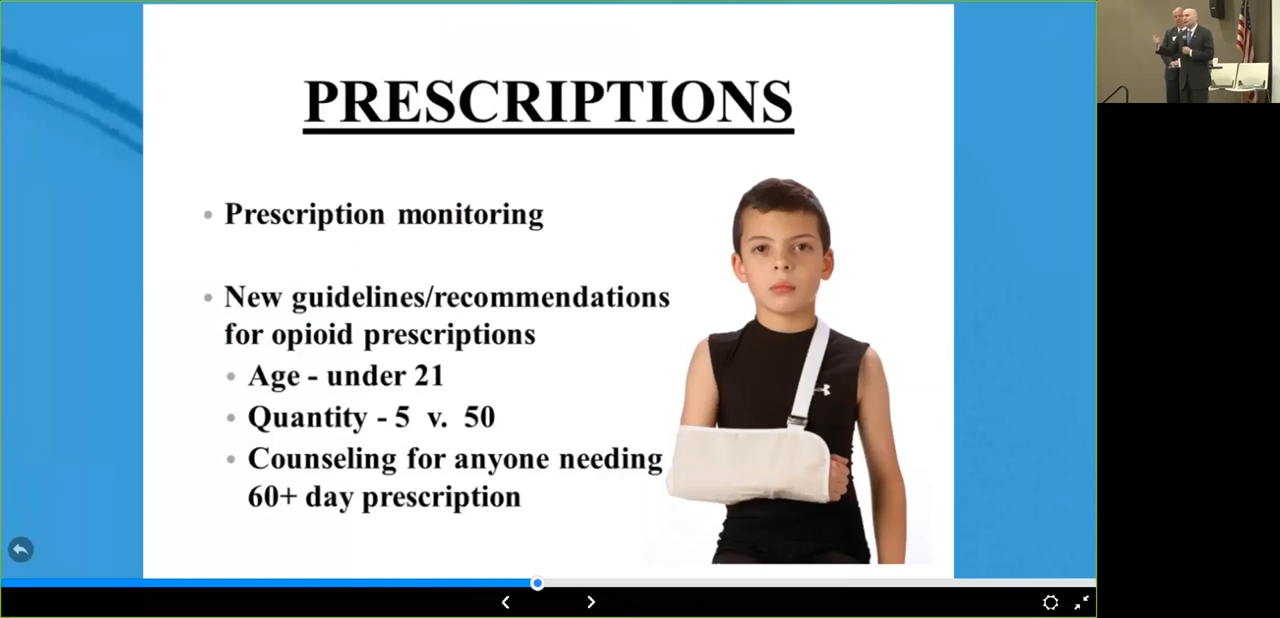 PRESCRIPTIONS
• Prescription monitoring
• New guidelines/recommendations
for opioid prescriptions
• Age - under 21
• Quantity - 5 v. 50
• Counseling for anyone needing
60+ day prescription